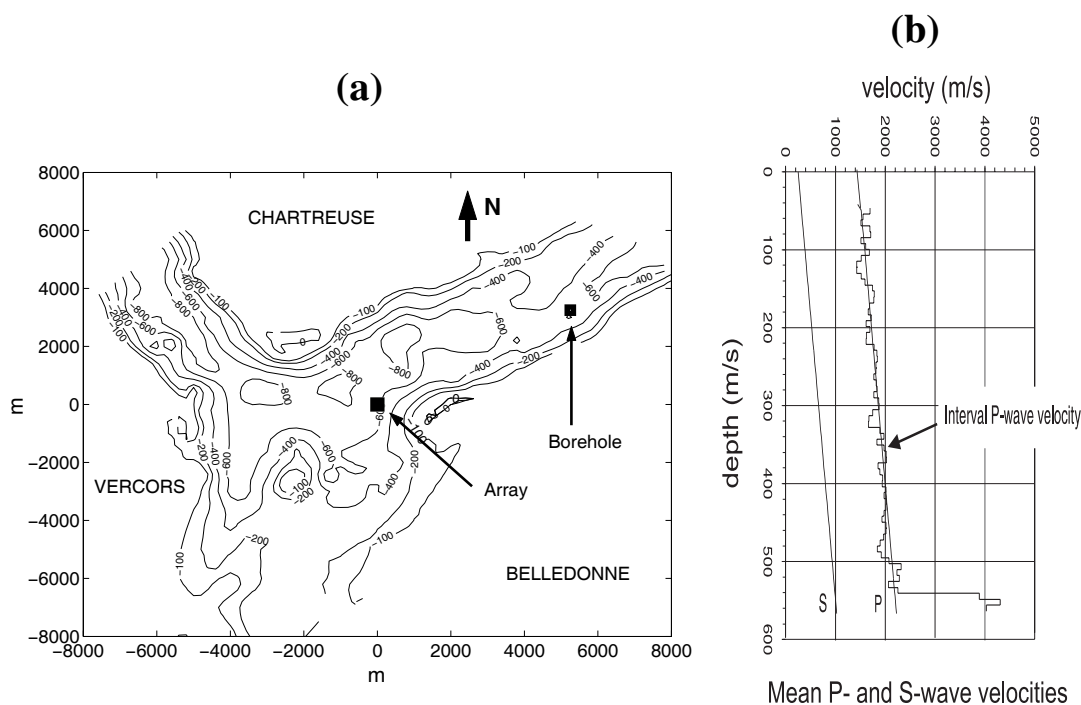 (a)
(b)
velocity (m/s)
0 1000 2000 3000 4000 5000
0
100
200
300
400
500
600
depth (m/s)
S
P
Interval P-wave velocity
Mean P- and S-wave velocities
8000
6000
4000
2000
0
−2000
−4000
−6000
−8000
m
−8000 −6000 −4000 −2000 0 2000 4000 6000 8000
m
CHARTREUSE
N
VERCORS
BELLEDONNE
Borehole
Array
−100
−200
−400
−600
−800
0